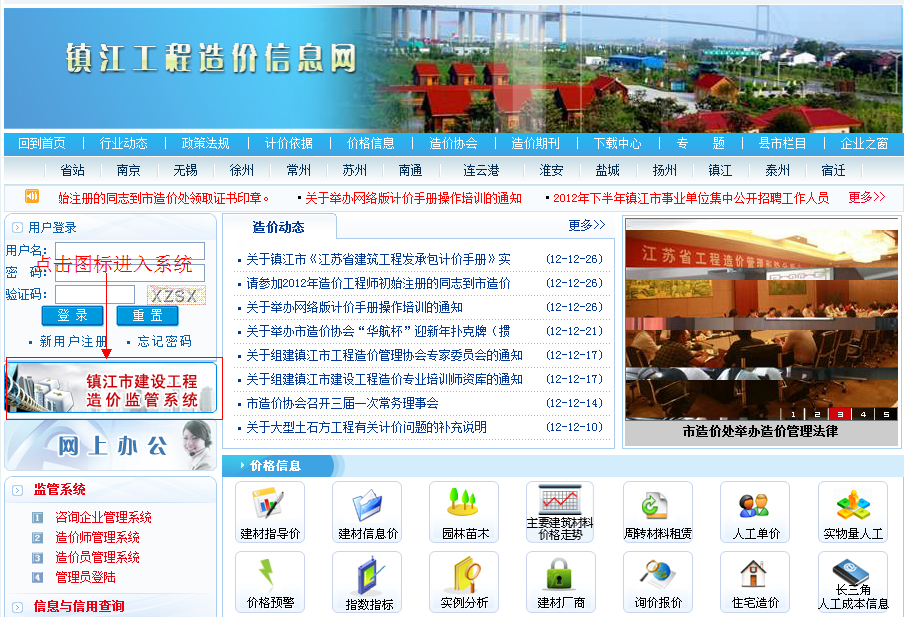 镇江工程造价信息网
回到首页 行业动态 政策法规 计价依据 价格信息 造价协会 造价期刊 下载中心 专 题 县市栏目 企业之窗
省站 南京 无锡 徐州 常州 苏州 南通 连云港 淮安 盐城 扬州 镇江 泰州 宿迁
始注册的同志到市造价处领取证书印章。 ▪关于举办网络版计价手册操作培训的通知 ▪2012年下半年镇江市事业单位集中公开招聘工作人员 更多>>
用户登录
用户名:
密 码:
验证码: XZSX
点击图标进入系统
登 录 重 置
▪ 新用户注册 ▪ 忘记密码
镇江市建设工程
造价监管系统
网上办公
监管系统
1 咨询企业管理系统
2 造价师管理系统
3 造价员管理系统
4 管理员登陆
信息与信用查询
造价动态 更多>>
▪ 关于镇江市《江苏省建筑工程发承包计价手册》实 (12-12-26)
▪ 请参加2012年造价工程师初始注册的同志到市造价 (12-12-26)
▪ 关于举办网络版计价手册操作培训的通知 (12-12-26)
▪ 关于举办市造价协会“华航杯”迎新年扑克牌（掼 (12-12-21)
▪ 关于组建镇江市工程造价管理协会专家委员会的通知 (12-12-17)
▪ 关于组建镇江市建设工程造价专业培训师资库的通知 (12-12-17)
▪ 市造价协会召开三届一次常务理事会 (12-12-14)
▪ 关于大型土石方工程有关计价问题的补充说明 (12-12-10)
江苏省工程造价管理
1 2 3 4 5
市造价处举办造价管理法律
价格信息
建材指导价 建材信息价 园林苗木 主要建筑材料价格走势 周转材料租赁 人工单价 实物量人工
价格预警 指数指标 实例分析 建材厂商 询价报价 住宅造价 长三角人工成本信息